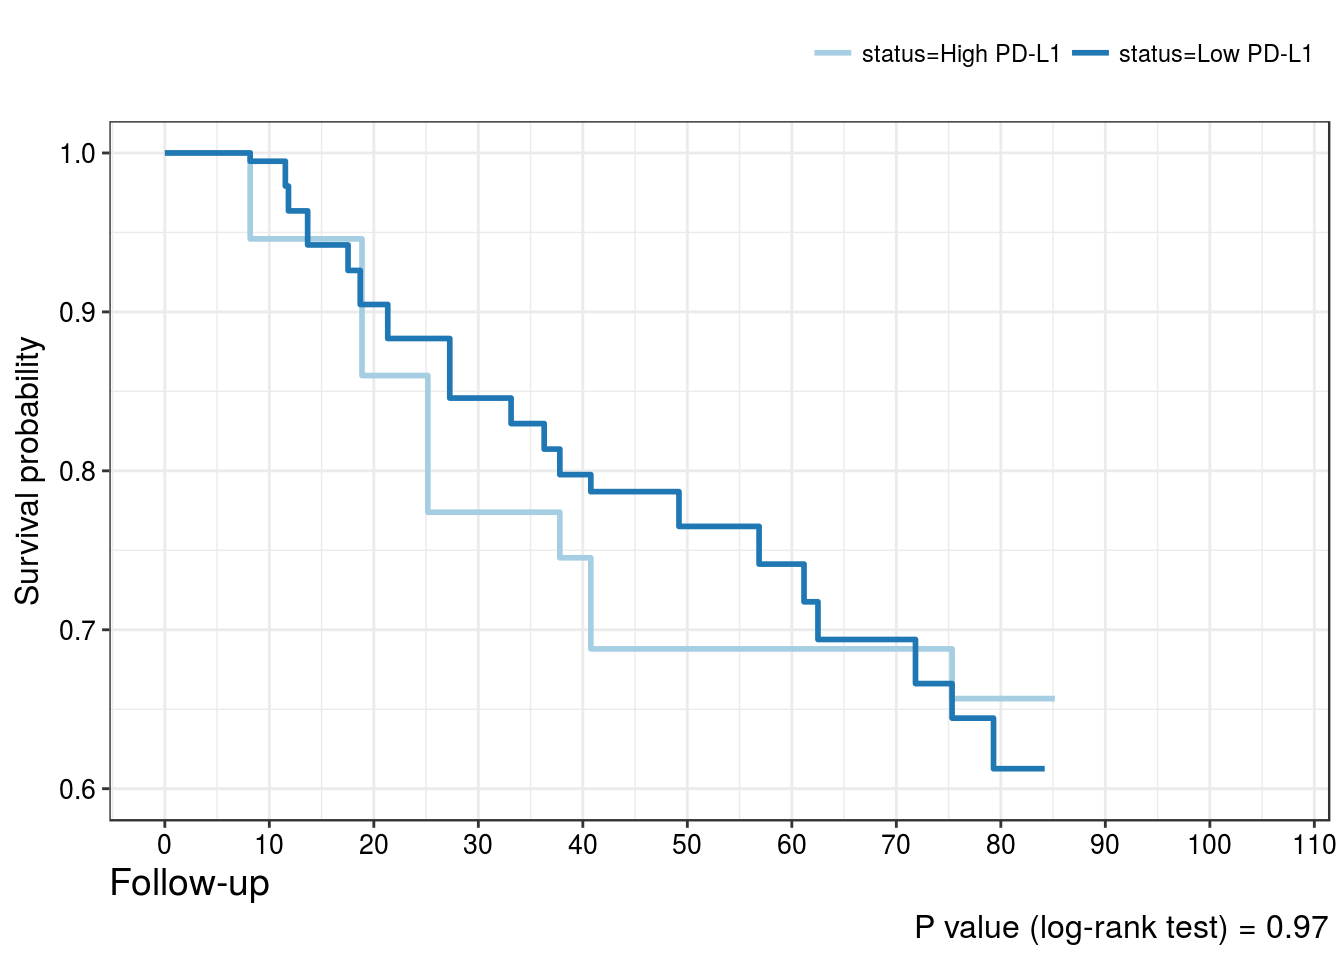 status=High PD-L1 status=Low PD-L1
Survival probability
1.0
0.9
0.8
0.7
0.6
0 10 20 30 40 50 60 70 80 90 100 110
Follow-up
P value (log-rank test) = 0.97